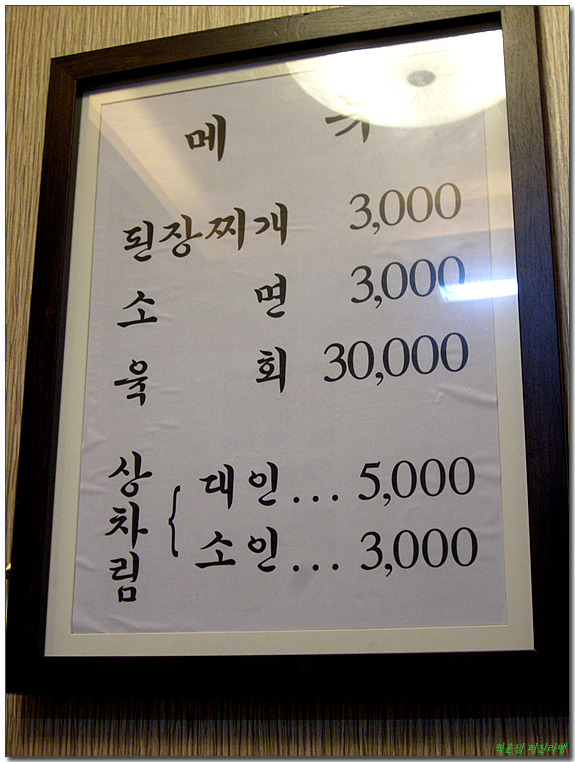 메 뉴
된장찌개 3,000
소 면 3,000
육 회 30,000
상차림 { 대인... 5,000
소인... 3,000